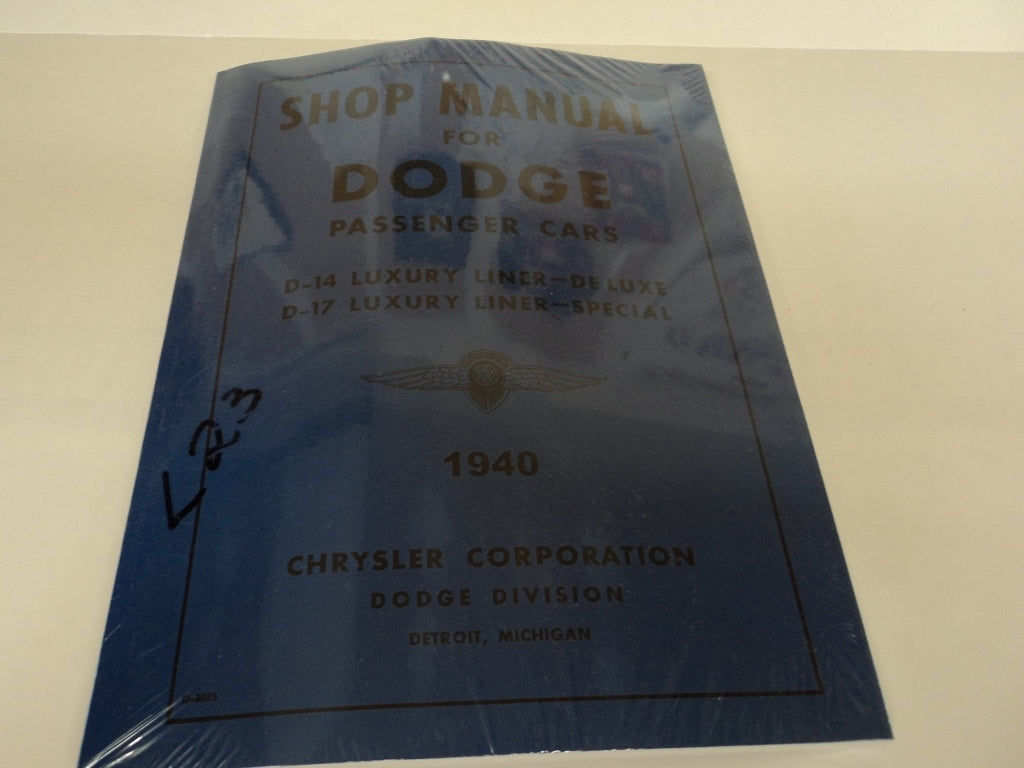 SHOP MANUAL
FOR
DODGE
PASSENGER CARS
D-14 LUXURY LINER—DE LUXE
D-17 LUXURY LINER—SPECIAL
1940
CHRYSLER CORPORATION
DODGE DIVISION
DETROIT, MICHIGAN